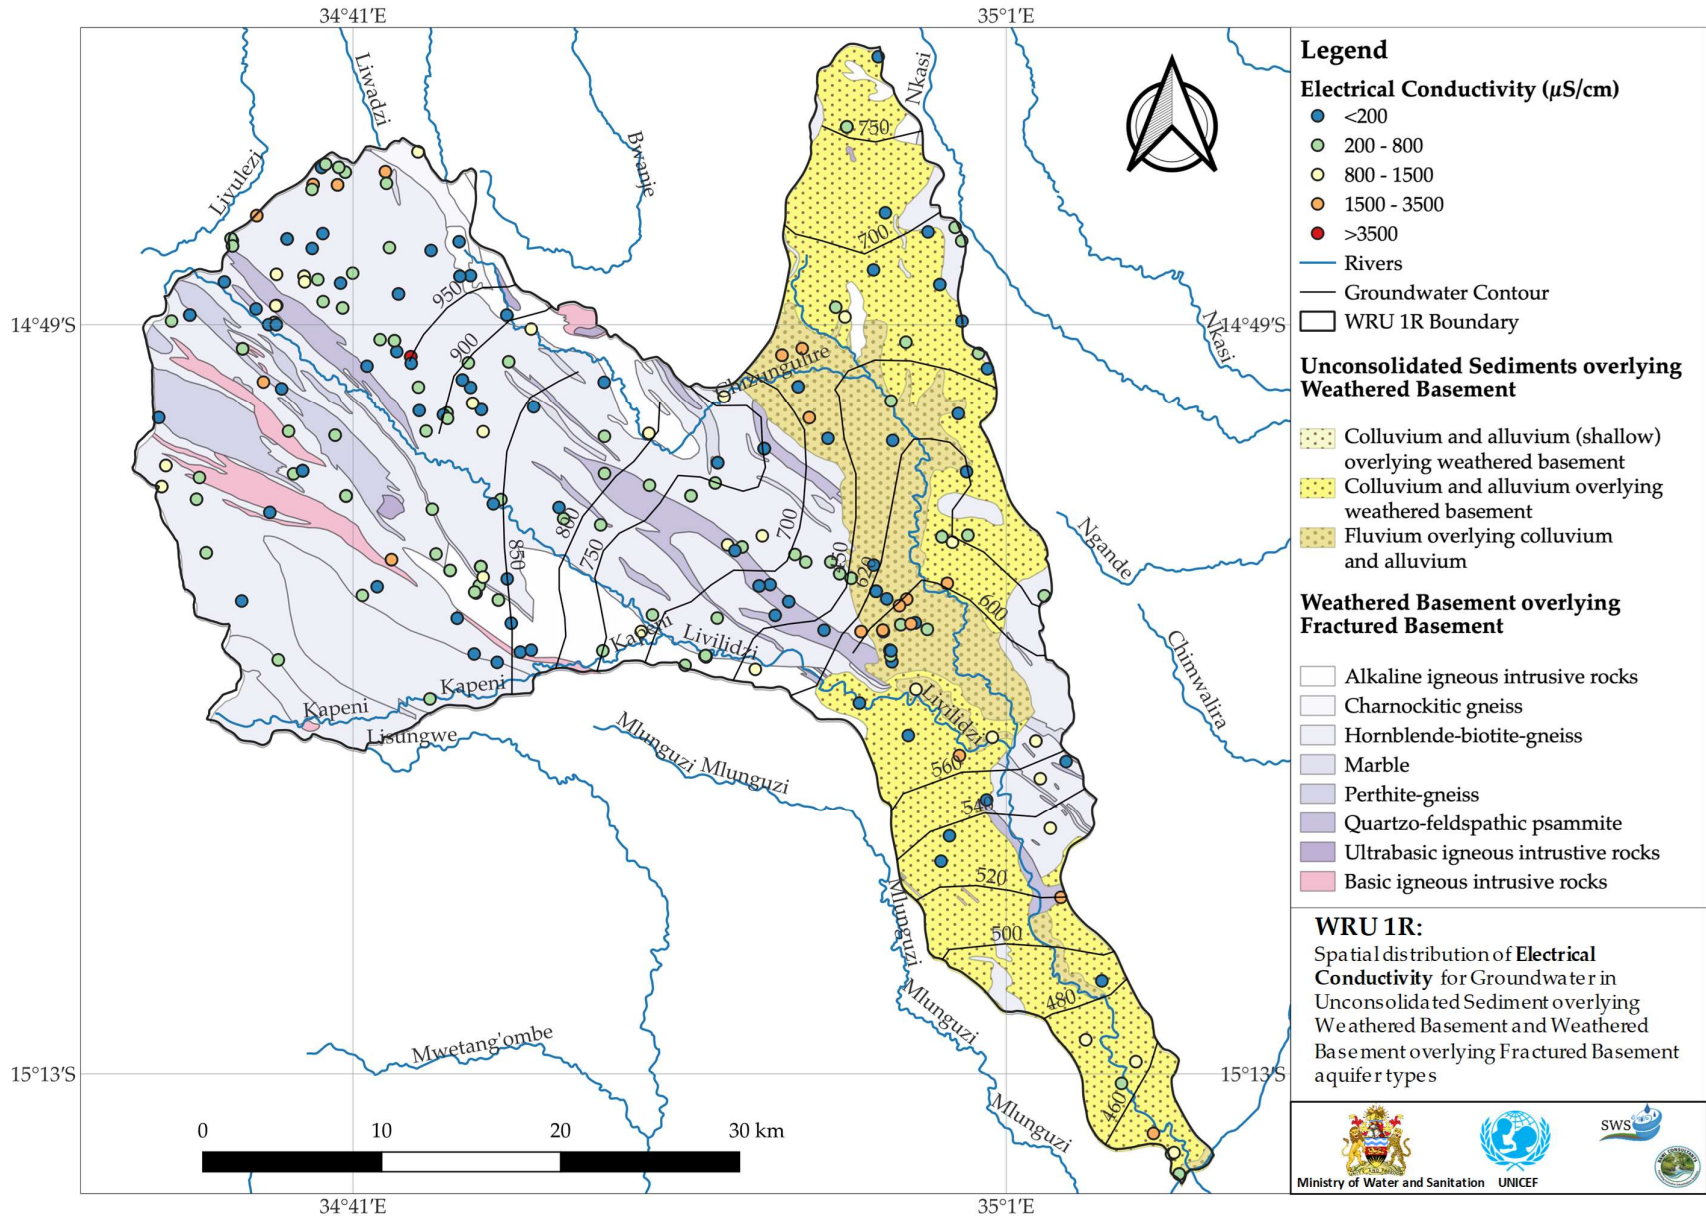 34°41′E
35°1′E
14°49′S
14°49′S
15°13′S
15°13′S
34°41′E
35°1′E
Liwadzi
Livulezi
Bwanje
Nkasi
Nkasi
Ngande
Chimwalira
Chizungulire
Kapeni
Livilidzi
Kapeni
Kapeni
Lisungwe
Livilidzi
Mlunguzi
Mlunguzi
Mlunguzi
Mlunguzi
Mlunguzi
Mwetang'ombe
750
700
950
900
850
800
750
700
620
600
560
540
520
500
480
460
0 10 20 30 km
Legend
Electrical Conductivity (µS/cm)
<200
200 - 800
800 - 1500
1500 - 3500
>3500
Rivers
Groundwater Contour
WRU 1R Boundary
Unconsolidated Sediments overlying
Weathered Basement
Colluvium and alluvium (shallow)
overlying weathered basement
Colluvium and alluvium overlying
weathered basement
Fluvium overlying colluvium
and alluvium
Weathered Basement overlying
Fractured Basement
Alkaline igneous intrusive rocks
Charnockitic gneiss
Hornblende-biotite-gneiss
Marble
Perthite-gneiss
Quartzo-feldspathic psammite
Ultrabasic igneous intrustive rocks
Basic igneous intrusive rocks
WRU 1R:
Spatial distribution of Electrical
Conductivity for Groundwater in
Unconsolidated Sediment overlying
Weathered Basement and Weathered
Basement overlying Fractured Basement
aquifer types
SWS
Ministry of Water and Sanitation UNICEF